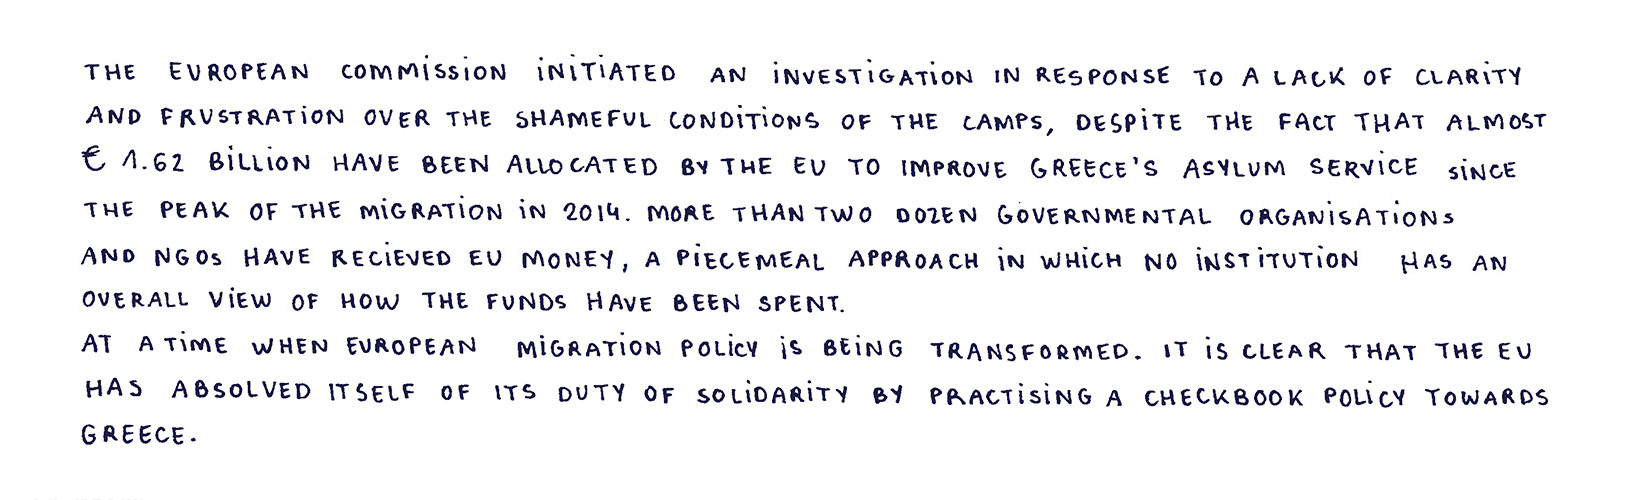 THE EUROPEAN COMMISSION INITIATED AN INVESTIGATION IN RESPONSE TO A LACK OF CLARITY
AND FRUSTRATION OVER THE SHAMEFUL CONDITIONS OF THE CAMPS, DESPITE THE FACT THAT ALMOST
€ 1.62 BILLION HAVE BEEN ALLOCATED BY THE EU TO IMPROVE GREECE'S ASYLUM SERVICE SINCE
THE PEAK OF THE MIGRATION IN 2014. MORE THAN TWO DOZEN GOVERNMENTAL ORGANISATIONS
AND NGOs HAVE RECIEVED EU MONEY, A PIECEMEAL APPROACH IN WHICH NO INSTITUTION HAS AN
OVERALL VIEW OF HOW THE FUNDS HAVE BEEN SPENT.
AT A TIME WHEN EUROPEAN MIGRATION POLICY IS BEING TRANSFORMED. IT IS CLEAR THAT THE EU
HAS ABSOLVED ITSELF OF ITS DUTY OF SOLIDARITY BY PRACTISING A CHECKBOOK POLICY TOWARDS
GREECE.